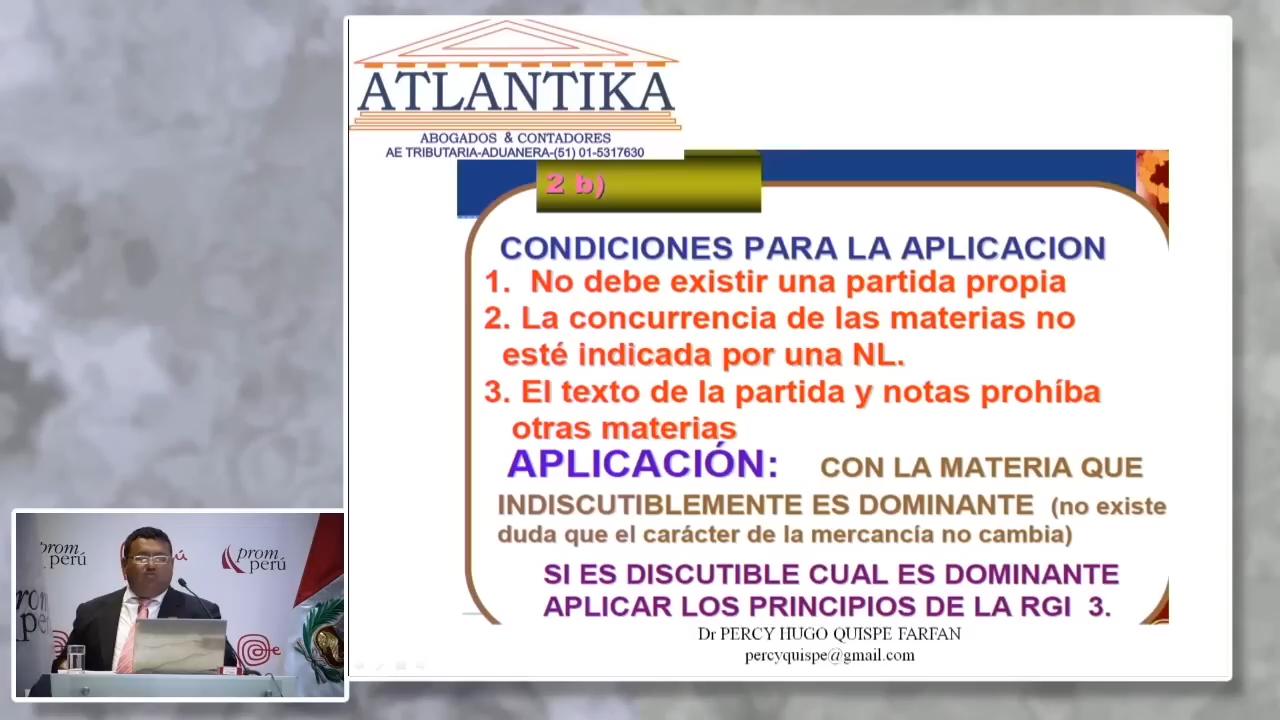 ATLANTIKA
ABOGADOS & CONTADORES
AE TRIBUTARIA-ADUANERA-(51) 01-5317630
2 b)
CONDICIONES PARA LA APLICACION
1. No debe existir una partida propia
2. La concurrencia de las materias no
esté indicada por una NL.
3. El texto de la partida y notas prohíba
otras materias
APLICACIÓN: CON LA MATERIA QUE
INDISCUTIBLEMENTE ES DOMINANTE (no existe
duda que el carácter de la mercancía no cambia)
SI ES DISCUTIBLE CUAL ES DOMINANTE
APLICAR LOS PRINCIPIOS DE LA RGI 3.
Dr PERCY HUGO QUISPE FARFAN
percyquispe@gmail.com
prom
perú
prom
perú